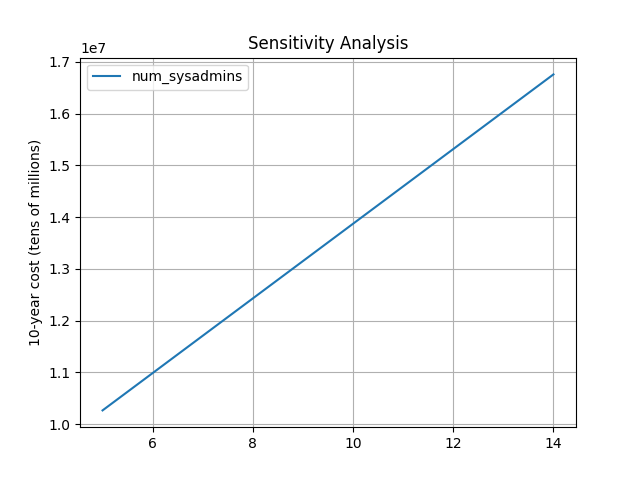 Sensitivity Analysis
1e7
num_sysadmins
10-year cost (tens of millions)
1.7
1.6
1.5
1.4
1.3
1.2
1.1
1.0
6 8 10 12 14